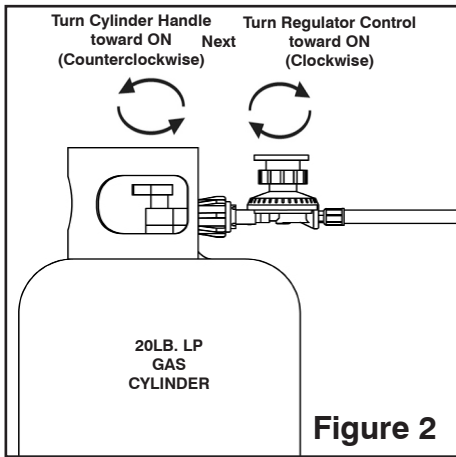 Turn Cylinder Handle
toward ON
(Counterclockwise)
Next
Turn Regulator Control
toward ON
(Clockwise)
20LB. LP
GAS
CYLINDER
Figure 2